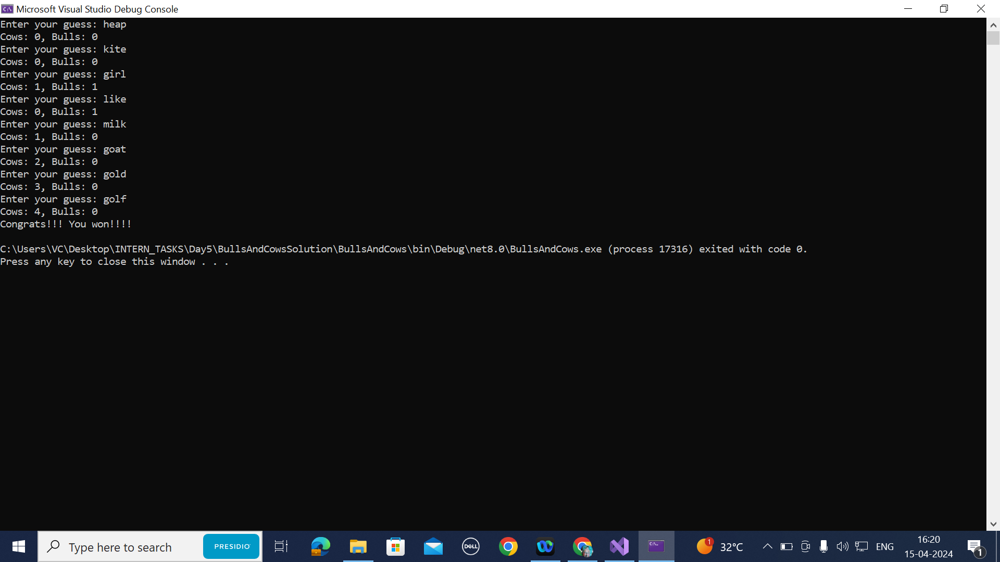 Microsoft Visual Studio Debug Console
Enter your guess: heap
Cows: 0, Bulls: 0
Enter your guess: kite
Cows: 0, Bulls: 0
Enter your guess: girl
Cows: 1, Bulls: 1
Enter your guess: like
Cows: 0, Bulls: 1
Enter your guess: milk
Cows: 1, Bulls: 0
Enter your guess: goat
Cows: 2, Bulls: 0
Enter your guess: gold
Cows: 3, Bulls: 0
Enter your guess: golf
Cows: 4, Bulls: 0
Congrats!!! You won!!!!
C:\Users\VC\Desktop\INTERN_TASKS\Day5\BullsAndCowsSolution\BullsAndCows\bin\Debug\net8.0\BullsAndCows.exe (process 17316) exited with code 0.
Press any key to close this window . . .
Type here to search
PRESIDIO
DELL
1
32°C
ENG
16:20
15-04-2024
1